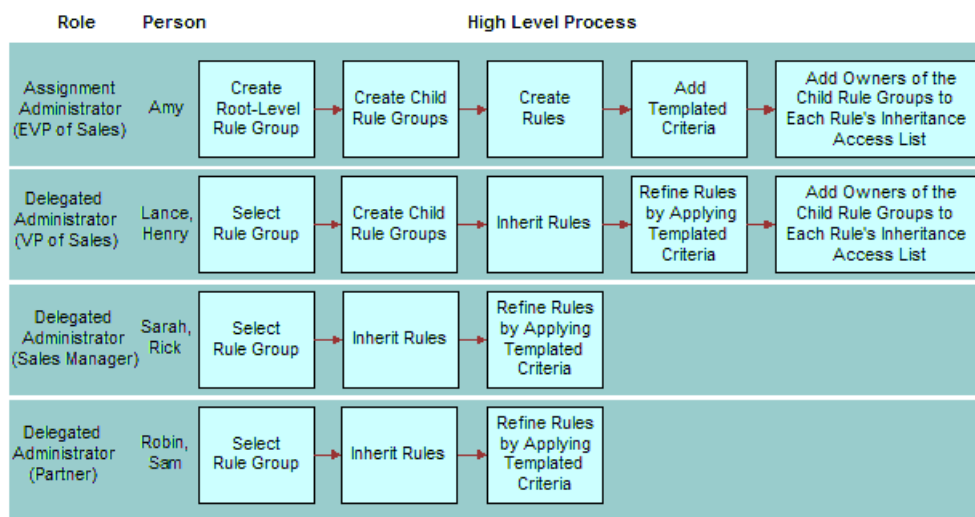 Role Person High Level Process
Assignment
Administrator
(EVP of Sales)
Amy
Create
Root-Level
Rule Group
Create Child
Rule Groups
Create
Rules
Add
Templated
Criteria
Add Owners of the
Child Rule Groups to
Each Rule's Inheritance
Access List
Delegated
Administrator
(VP of Sales)
Lance,
Henry
Select
Rule Group
Create Child
Rule Groups
Inherit Rules
Refine Rules
by Applying
Templated
Criteria
Add Owners of the
Child Rule Groups to
Each Rule's Inheritance
Access List
Delegated
Administrator
(Sales Manager)
Sarah,
Rick
Select
Rule Group
Inherit Rules
Refine Rules
by Applying
Templated
Criteria
Delegated
Administrator
(Partner)
Robin,
Sam
Select
Rule Group
Inherit Rules
Refine Rules
by Applying
Templated
Criteria